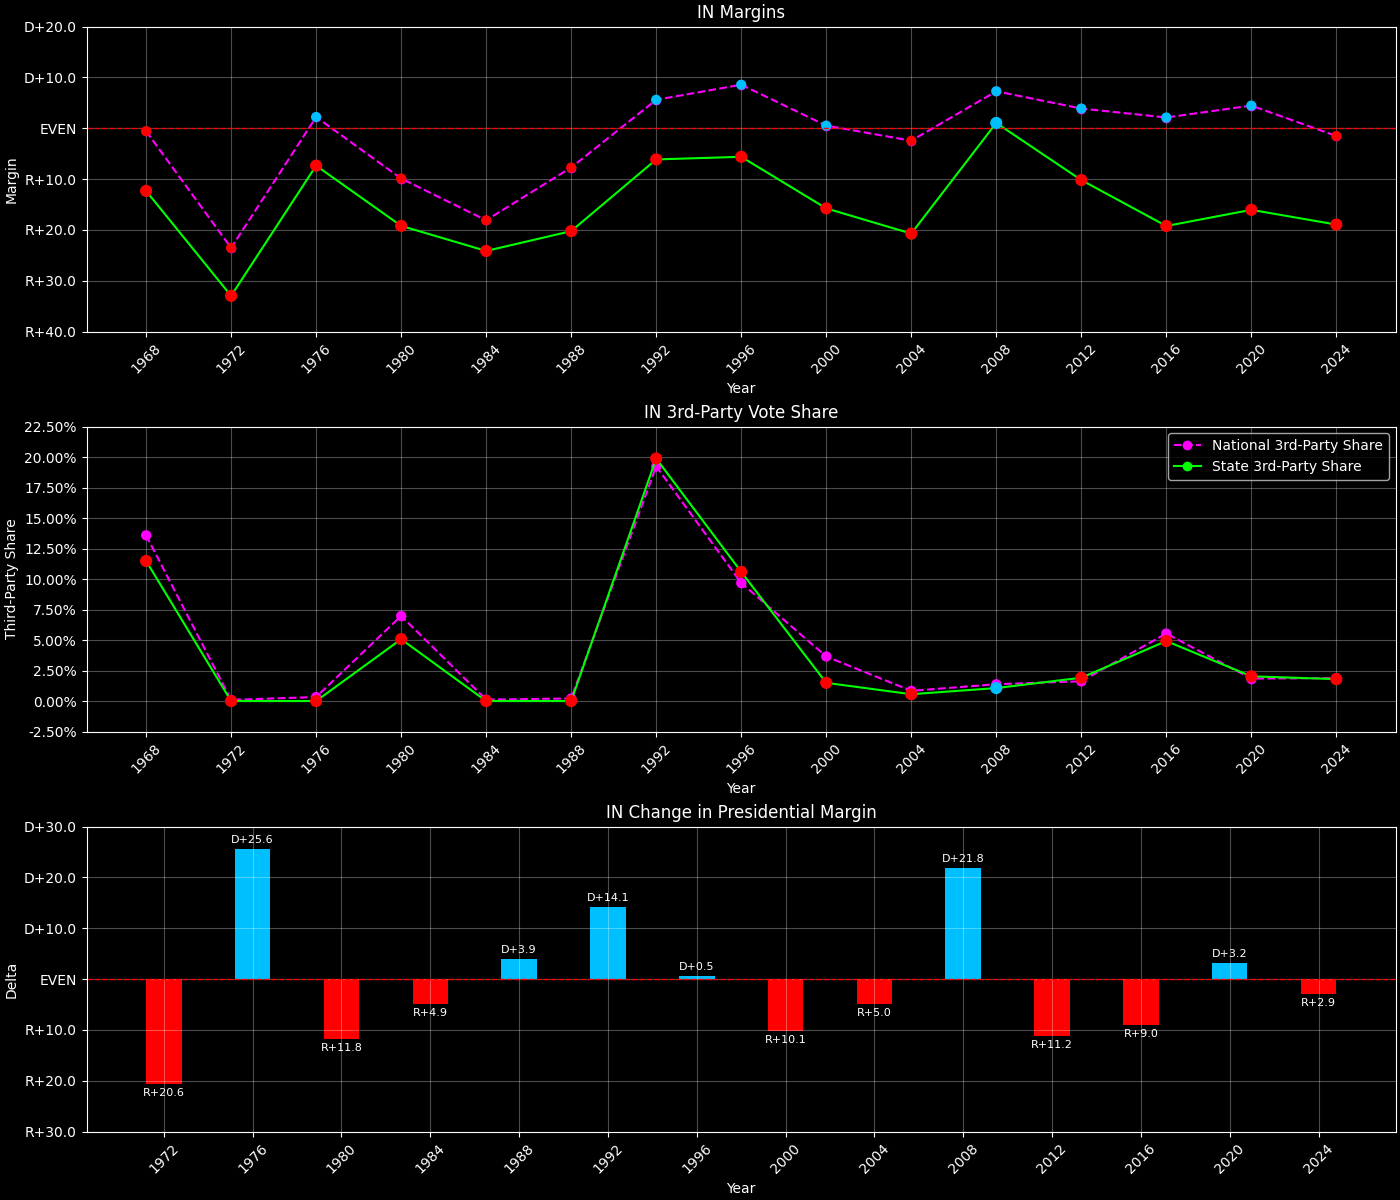 IN Margins
D+20.0
D+10.0
EVEN
R+10.0
R+20.0
R+30.0
R+40.0
Margin
1968 1972 1976 1980 1984 1988 1992 1996 2000 2004 2008 2012 2016 2020 2024
Year
IN 3rd-Party Vote Share
22.50%
20.00%
17.50%
15.00%
12.50%
10.00%
7.50%
5.00%
2.50%
0.00%
-2.50%
Third-Party Share
National 3rd-Party Share
State 3rd-Party Share
1968 1972 1976 1980 1984 1988 1992 1996 2000 2004 2008 2012 2016 2020 2024
Year
IN Change in Presidential Margin
D+30.0
D+20.0
D+10.0
EVEN
R+10.0
R+20.0
R+30.0
Delta
R+20.6
D+25.6
R+11.8
R+4.9
D+3.9
D+14.1
D+0.5
R+10.1
R+5.0
D+21.8
R+11.2
R+9.0
D+3.2
R+2.9
1972 1976 1980 1984 1988 1992 1996 2000 2004 2008 2012 2016 2020 2024
Year